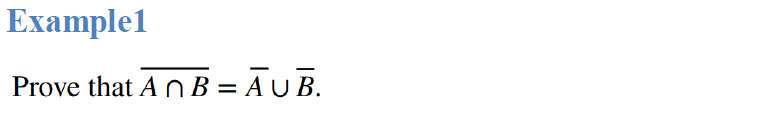 Example1
Prove that $\overline{A \cap B} = \overline{A} \cup \overline{B}$.